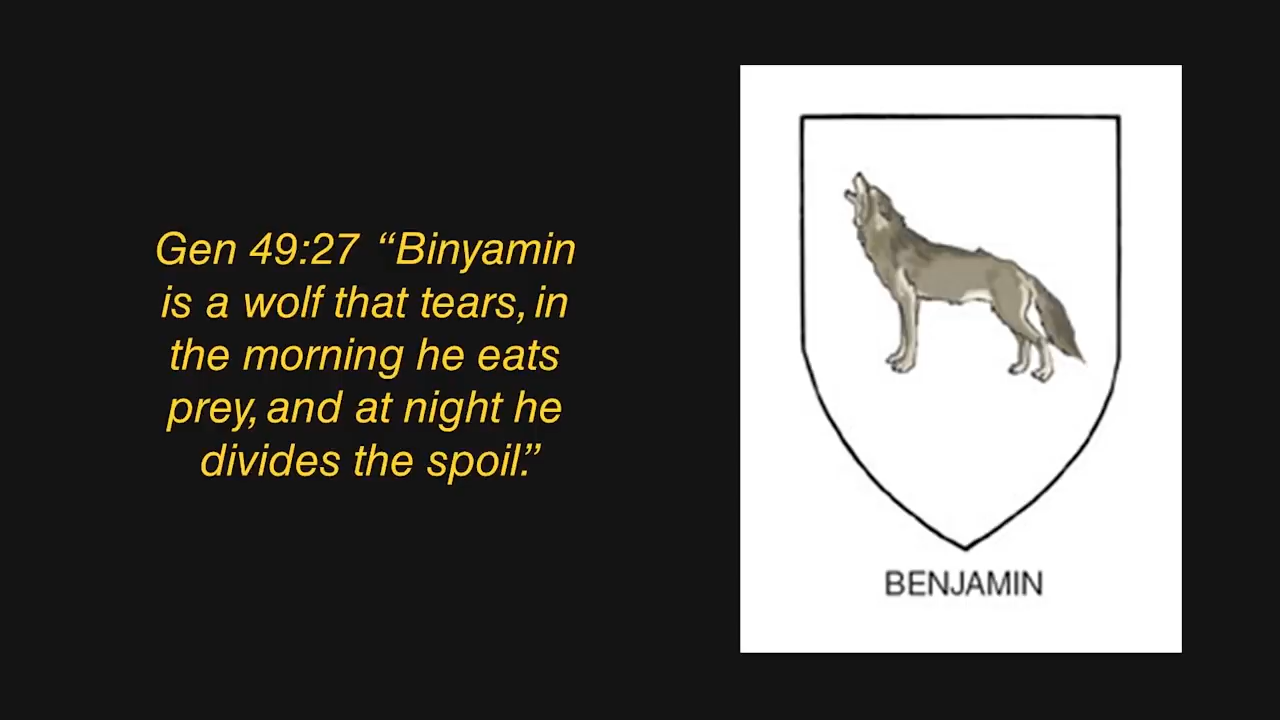 Gen 49:27 “Binyamin
is a wolf that tears, in
the morning he eats
prey, and at night he
divides the spoil.”
BENJAMIN